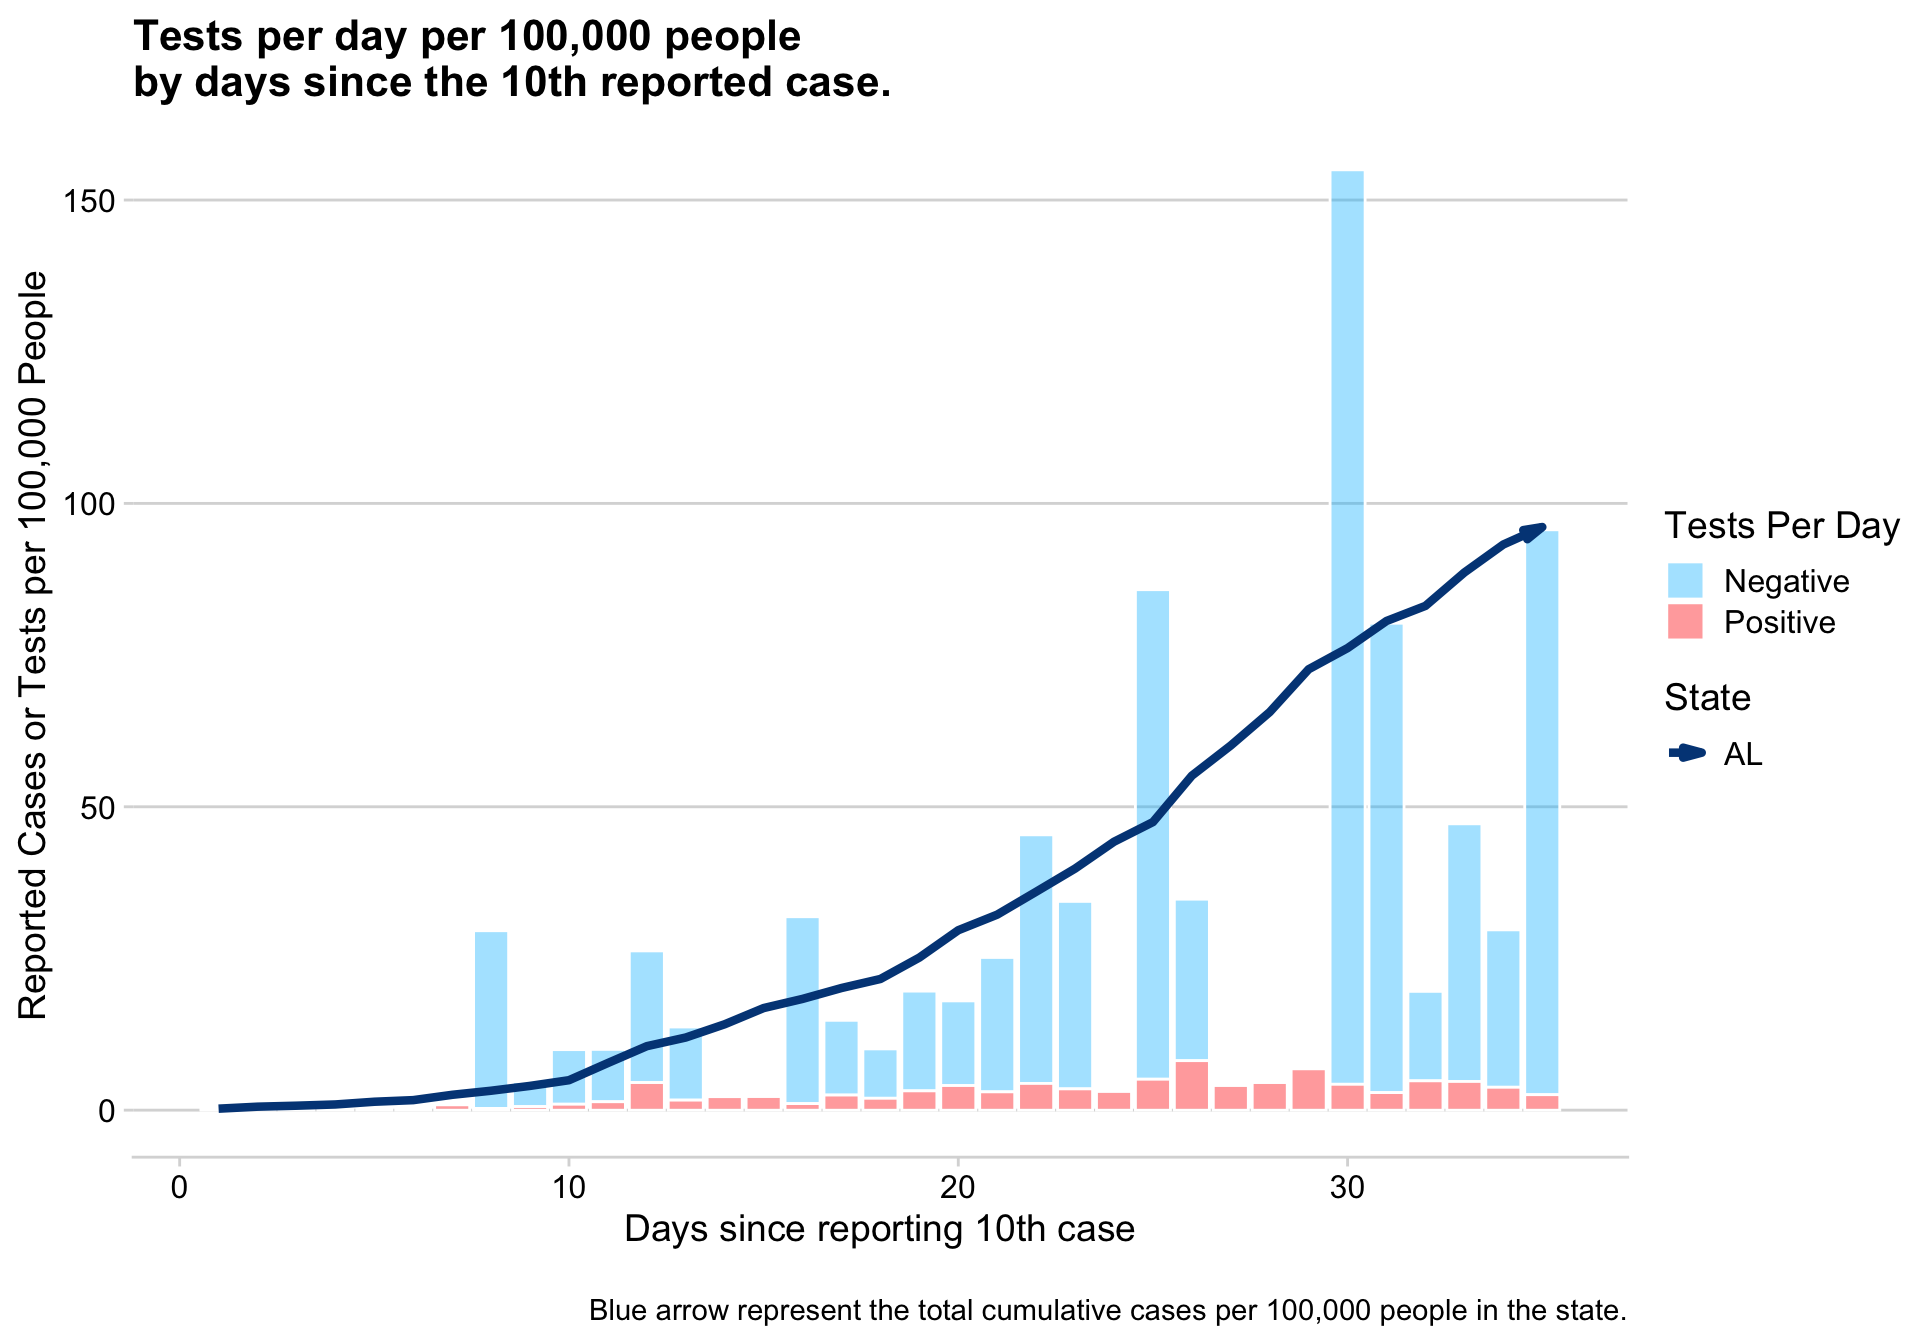 Tests per day per 100,000 people
by days since the 10th reported case.
Reported Cases or Tests per 100,000 People
150
100
50
0
0
10
20
30
Days since reporting 10th case
Tests Per Day
Negative
Positive
State
AL
Blue arrow represent the total cumulative cases per 100,000 people in the state.